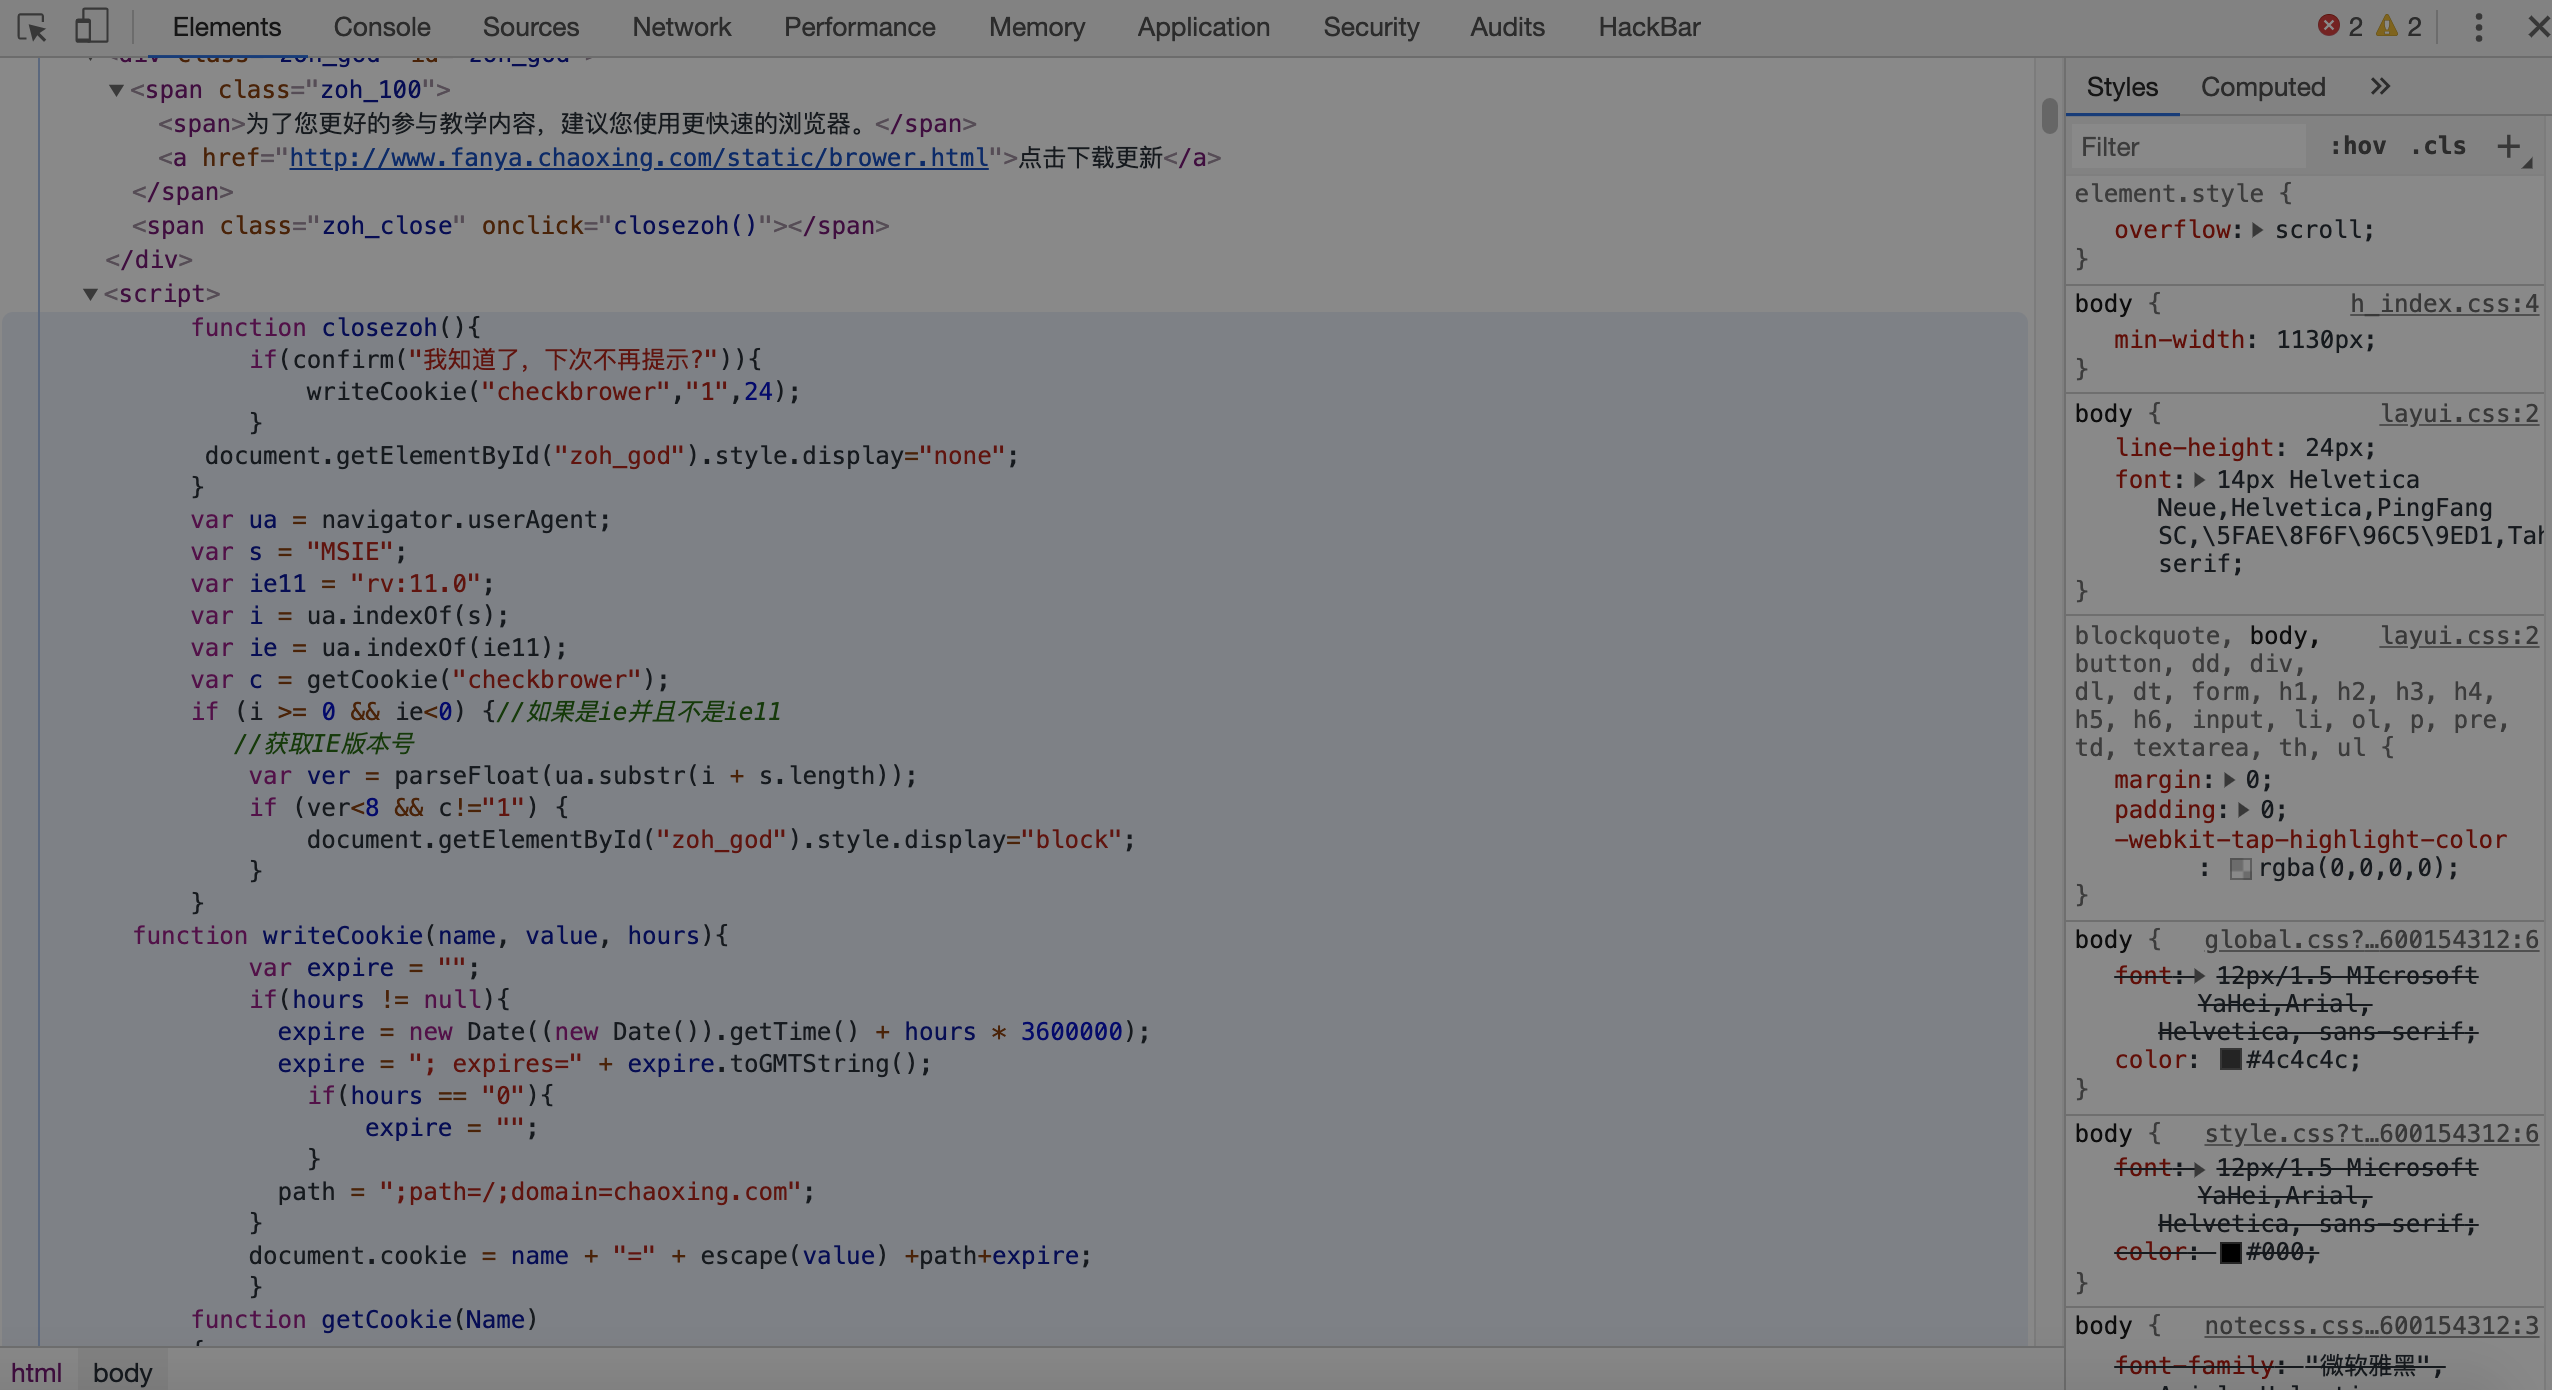 Elements Console Sources Network Performance Memory Application Security Audits HackBar 2 2
<div class="zoh_god" id="zoh_god">
<span class="zoh_100">
<span>为了您更好的参与教学内容，建议您使用更快速的浏览器。</span>
<a href="http://www.fanya.chaoxing.com/static/brower.html">点击下载更新</a>
</span>
<span class="zoh_close" onclick="closezoh()"></span>
</div>
<script>
function closezoh(){
if(confirm("我知道了，下次不再提示?")){
writeCookie("checkbrower","1",24);
}
document.getElementById("zoh_god").style.display="none";
}
var ua = navigator.userAgent;
var s = "MSIE";
var ie11 = "rv:11.0";
var i = ua.indexOf(s);
var ie = ua.indexOf(ie11);
var c = getCookie("checkbrower");
if (i >= 0 && ie<0) {//如果是ie并且不是ie11
//获取IE版本号
var ver = parseFloat(ua.substr(i + s.length));
if (ver<8 && c!="1") {
document.getElementById("zoh_god").style.display="block";
}
}
function writeCookie(name, value, hours){
var expire = "";
if(hours != null){
expire = new Date((new Date()).getTime() + hours * 3600000);
expire = "; expires=" + expire.toGMTString();
if(hours == "0"){
expire = "";
}
path = ";path=/;domain=chaoxing.com";
}
document.cookie = name + "=" + escape(value) +path+expire;
}
function getCookie(Name)
{
html body
Styles Computed »
Filter :hov .cls +
element.style {
overflow: scroll;
}
body { h_index.css:4
min-width: 1130px;
}
body { layui.css:2
line-height: 24px;
font: 14px Helvetica
Neue,Helvetica,PingFang
SC,\5FAE\8F6F\96C5\9ED1,Tah
serif;
}
blockquote, body, layui.css:2
button, dd, div,
dl, dt, form, h1, h2, h3, h4,
h5, h6, input, li, ol, p, pre,
td, textarea, th, ul {
margin: 0;
padding: 0;
-webkit-tap-highlight-color
: rgba(0,0,0,0);
}
body { global.css?…600154312:6
font: 12px/1.5 MIcrosoft
YaHei,Arial,
Helvetica, sans-serif;
color: #4c4c4c;
}
body { style.css?t…600154312:6
font: 12px/1.5 Microsoft
YaHei,Arial,
Helvetica, sans-serif;
color: #000;
}
body { notecss.css…600154312:3
font-family: "微软雅黑",